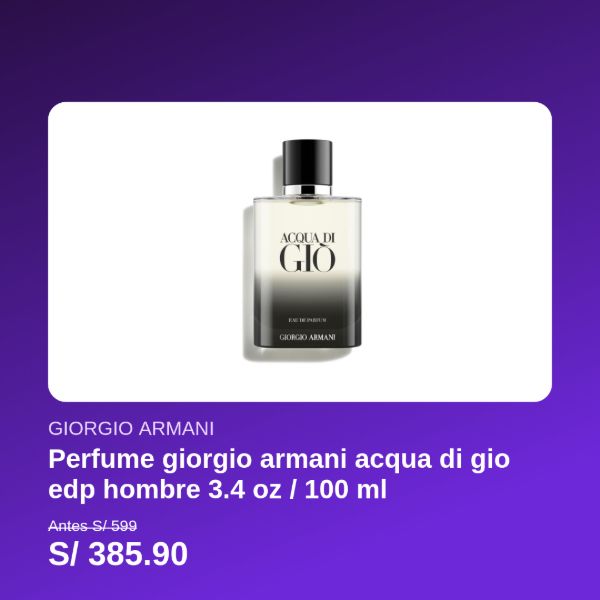 ACQUA DI
GIÒ
EAU DE PARFUM
GIORGIO ARMANI
GIORGIO ARMANI
Perfume giorgio armani acqua di gio
edp hombre 3.4 oz / 100 ml
Antes S/ 599
S/ 385.90